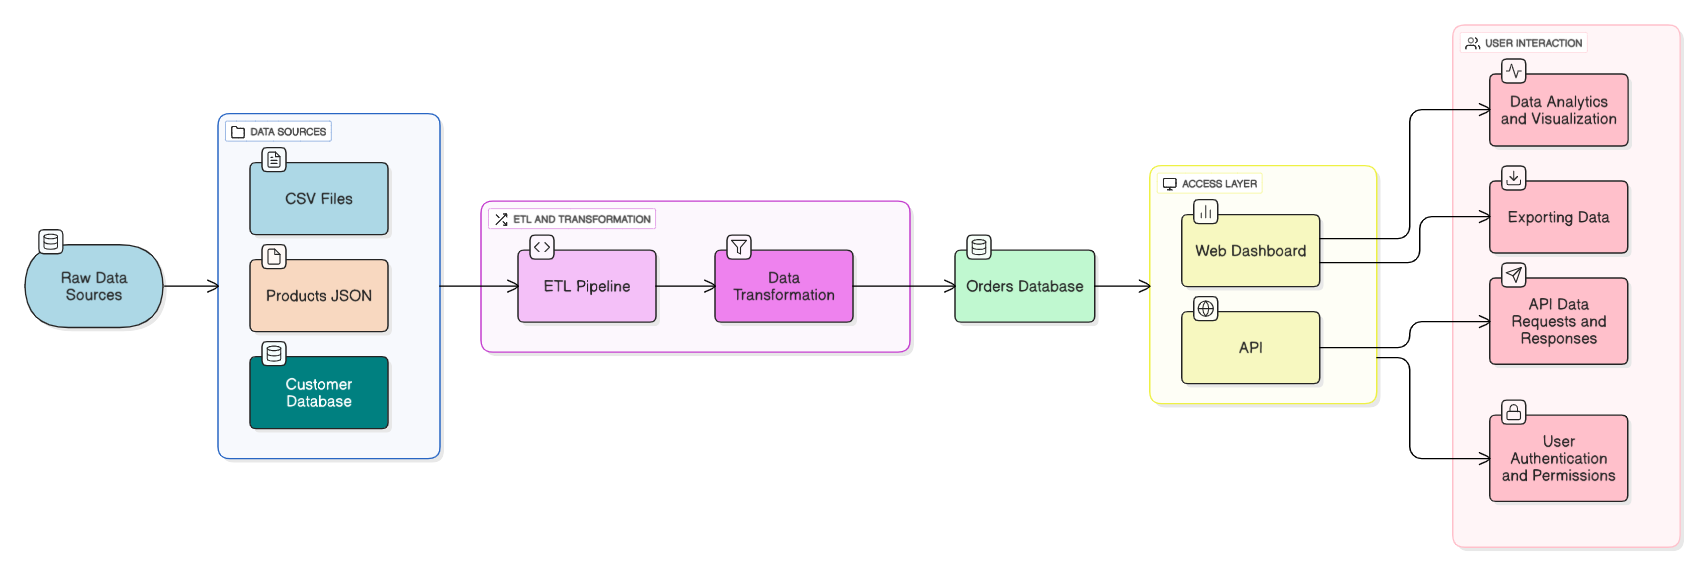 Raw Data
Sources
DATA SOURCES
CSV Files
Products JSON
Customer
Database
ETL AND TRANSFORMATION
ETL Pipeline
Data
Transformation
Orders Database
ACCESS LAYER
Web Dashboard
API
USER INTERACTION
Data Analytics
and Visualization
Exporting Data
API Data
Requests and
Responses
User
Authentication
and Permissions